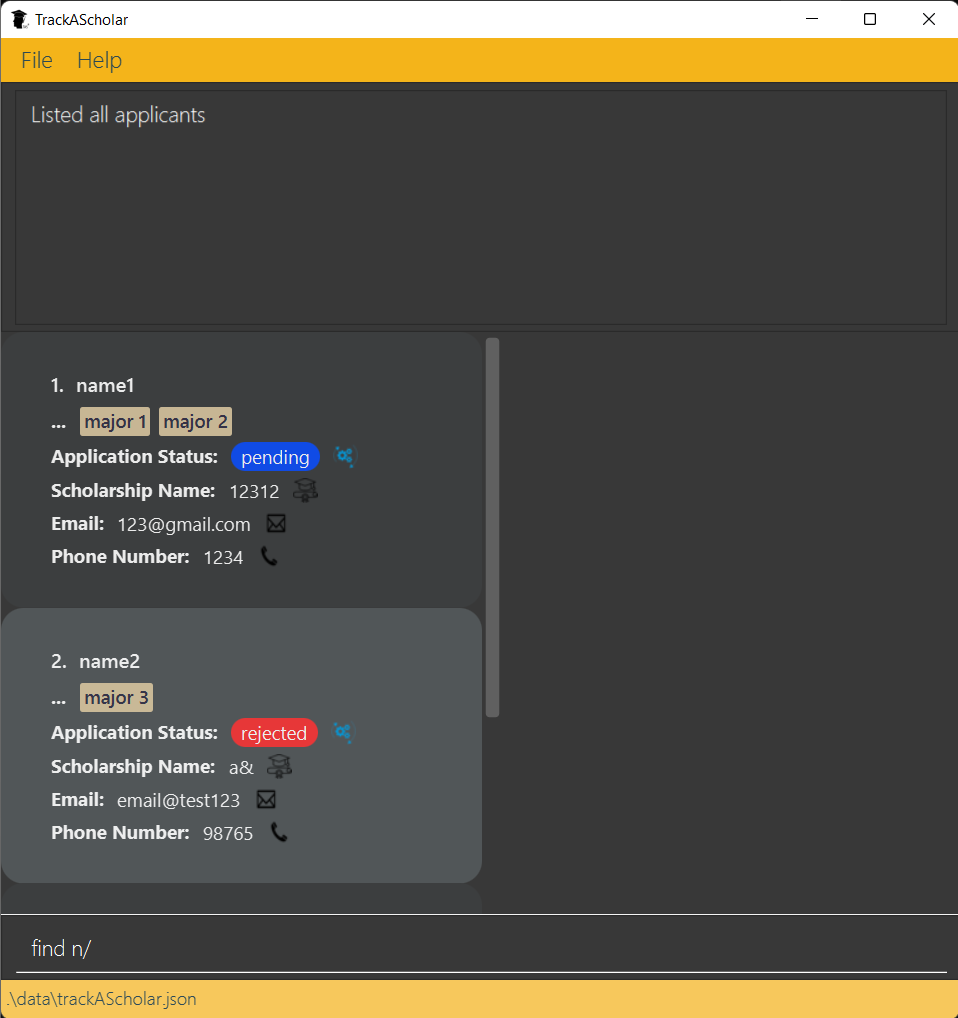 TrackAScholar
File Help
Listed all applicants
1. name1
... major 1 major 2
Application Status: pending
Scholarship Name: 12312
Email: 123@gmail.com
Phone Number: 1234
2. name2
... major 3
Application Status: rejected
Scholarship Name: a&
Email: email@test123
Phone Number: 98765
find n/
.\data\trackAScholar.json